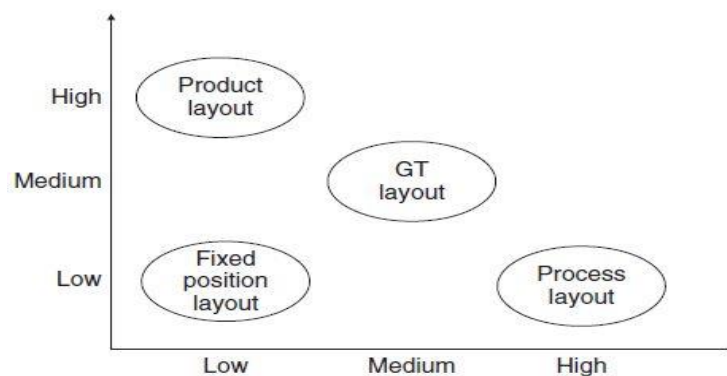 High
Product
layout
Medium
GT
layout
Low
Fixed
position
layout
Process
layout
Low
Medium
High